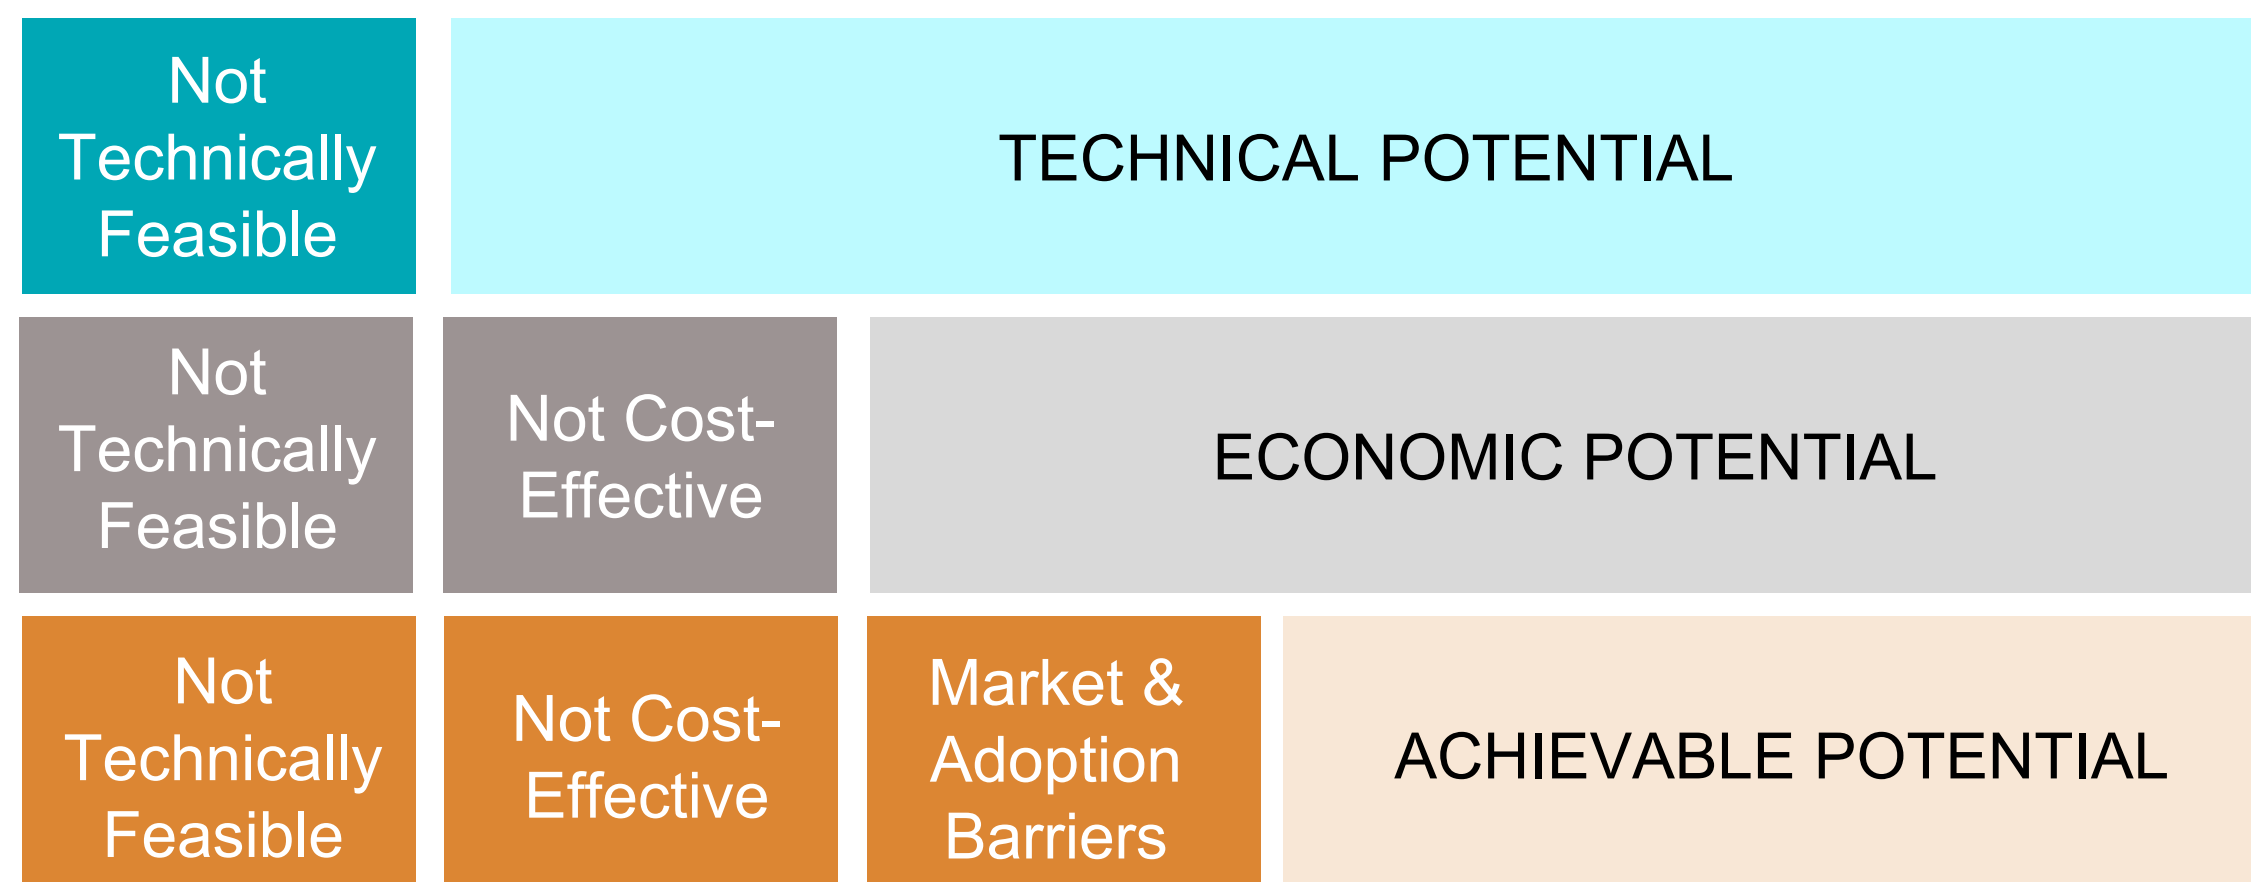 Not
Technically
Feasible
TECHNICAL POTENTIAL
Not
Technically
Feasible
Not Cost-
Effective
ECONOMIC POTENTIAL
Not
Technically
Feasible
Not Cost-
Effective
Market &
Adoption
Barriers
ACHIEVABLE POTENTIAL